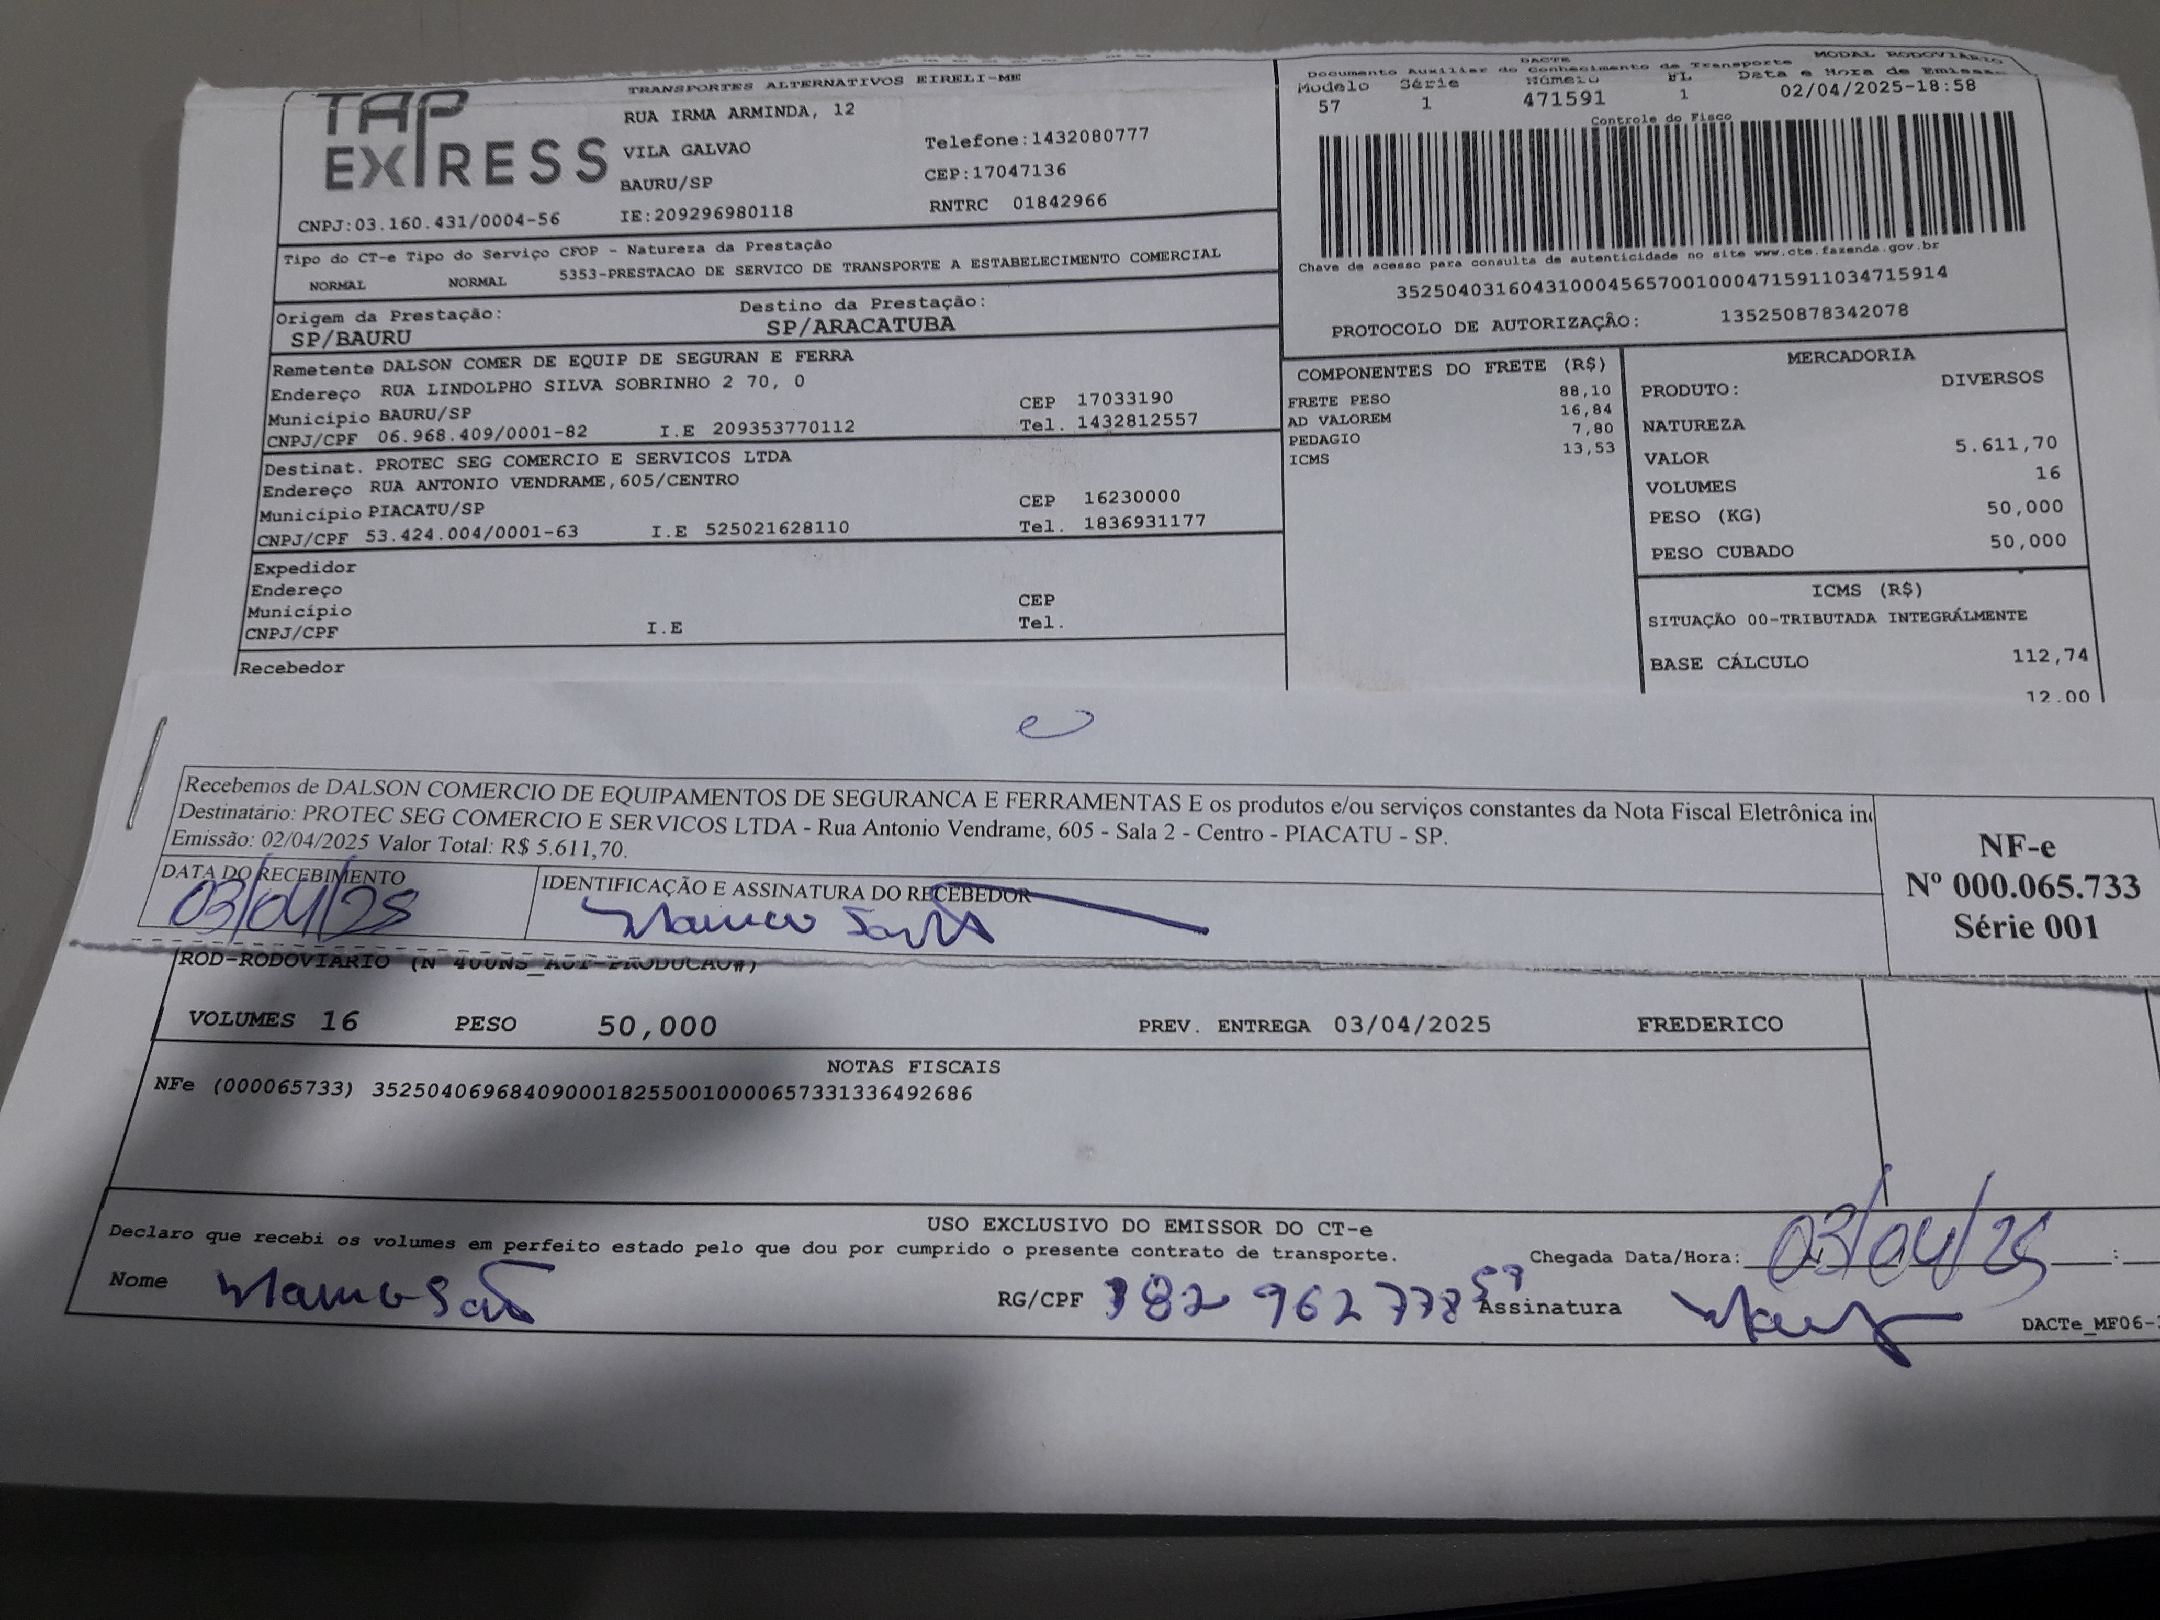 TAP EXPRESS
TRANSPORTES ALTERNATIVOS EIRELI-ME
RUA IRMA ARMINDA, 12
VILA GALVAO Telefone:1432080777
BAURU/SP CEP:17047136
CNPJ:03.160.431/0004-56 IE:209296980118 RNTRC 01842966
Tipo do CT-e Tipo do Serviço CFOP - Natureza da Prestação
NORMAL NORMAL 5353-PRESTACAO DE SERVICO DE TRANSPORTE A ESTABELECIMENTO COMERCIAL
Origem da Prestação: Destino da Prestação:
SP/BAURU SP/ARACATUBA
Remetente DALSON COMER DE EQUIP DE SEGURAN E FERRA
Endereço RUA LINDOLPHO SILVA SOBRINHO 2 70, 0
Município BAURU/SP CEP 17033190
CNPJ/CPF 06.968.409/0001-82 I.E 209353770112 Tel. 1432812557
Destinat. PROTEC SEG COMERCIO E SERVICOS LTDA
Endereço RUA ANTONIO VENDRAME,605/CENTRO
Município PIACATU/SP CEP 16230000
CNPJ/CPF 53.424.004/0001-63 I.E 525021628110 Tel. 1836931177
Expedidor
Endereço
Município CEP
CNPJ/CPF I.E Tel.
Recebedor
DACTE MODAL RODOVIÁRIO
Documento Auxiliar do Conhecimento de Transporte
Modelo Série Número FL Data e Hora de Emissão
57 1 471591 1 02/04/2025-18:58
Controle do Fisco
Chave de acesso para consulta de autenticidade no site www.cte.fazenda.gov.br
35250403160431000456570010004715911034715914
PROTOCOLO DE AUTORIZAÇÃO: 135250878342078
COMPONENTES DO FRETE (R$)
FRETE PESO 88,10
AD VALOREM 16,84
PEDAGIO 7,80
ICMS 13,53
MERCADORIA
PRODUTO: DIVERSOS
NATUREZA
VALOR 5.611,70
VOLUMES 16
PESO (KG) 50,000
PESO CUBADO 50,000
ICMS (R$)
SITUAÇÃO 00-TRIBUTADA INTEGRÁLMENTE
BASE CÁLCULO 112,74
12.00
Recebemos de DALSON COMERCIO DE EQUIPAMENTOS DE SEGURANCA E FERRAMENTAS E os produtos e/ou serviços constantes da Nota Fiscal Eletrônica in
Destinatário: PROTEC SEG COMERCIO E SERVICOS LTDA - Rua Antonio Vendrame, 605 - Sala 2 - Centro - PIACATU - SP.
Emissão: 02/04/2025 Valor Total: R$ 5.611,70.
DATA DO RECEBIMENTO IDENTIFICAÇÃO E ASSINATURA DO RECEBEDOR
03/04/25
NF-e
Nº 000.065.733
Série 001
ROD-RODOVIARIO
VOLUMES 16 PESO 50,000 PREV. ENTREGA 03/04/2025 FREDERICO
NOTAS FISCAIS
NFe (000065733) 35250406968409000182550010000657331336492686
USO EXCLUSIVO DO EMISSOR DO CT-e
Declaro que recebi os volumes em perfeito estado pelo que dou por cumprido o presente contrato de transporte. Chegada Data/Hora: 03/04/25 :
Nome RG/CPF 382 962 778 59 Assinatura
DACTe_MF06-